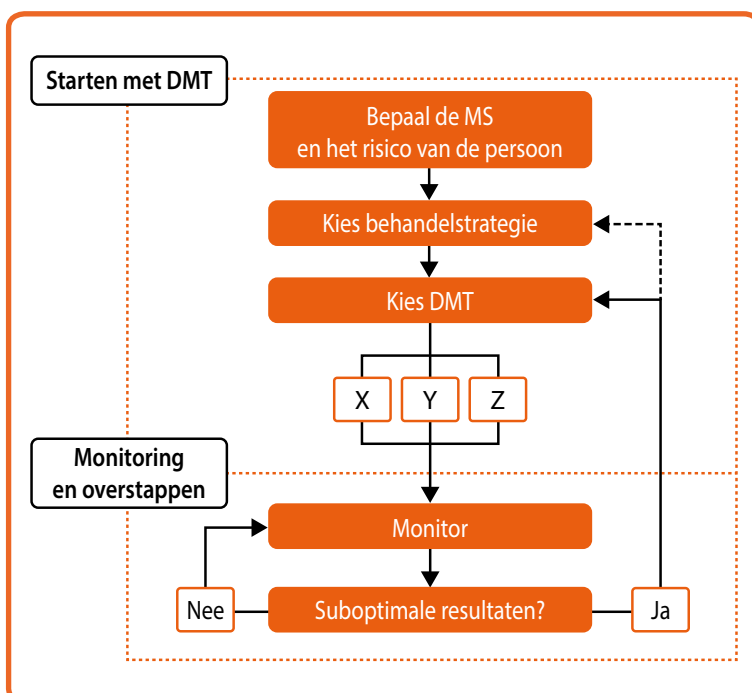 Starten met DMT
Bepaal de MS
en het risico van de persoon
Kies behandelstrategie
Kies DMT
X
Y
Z
Monitoring
en overstappen
Monitor
Nee
Suboptimale resultaten?
Ja